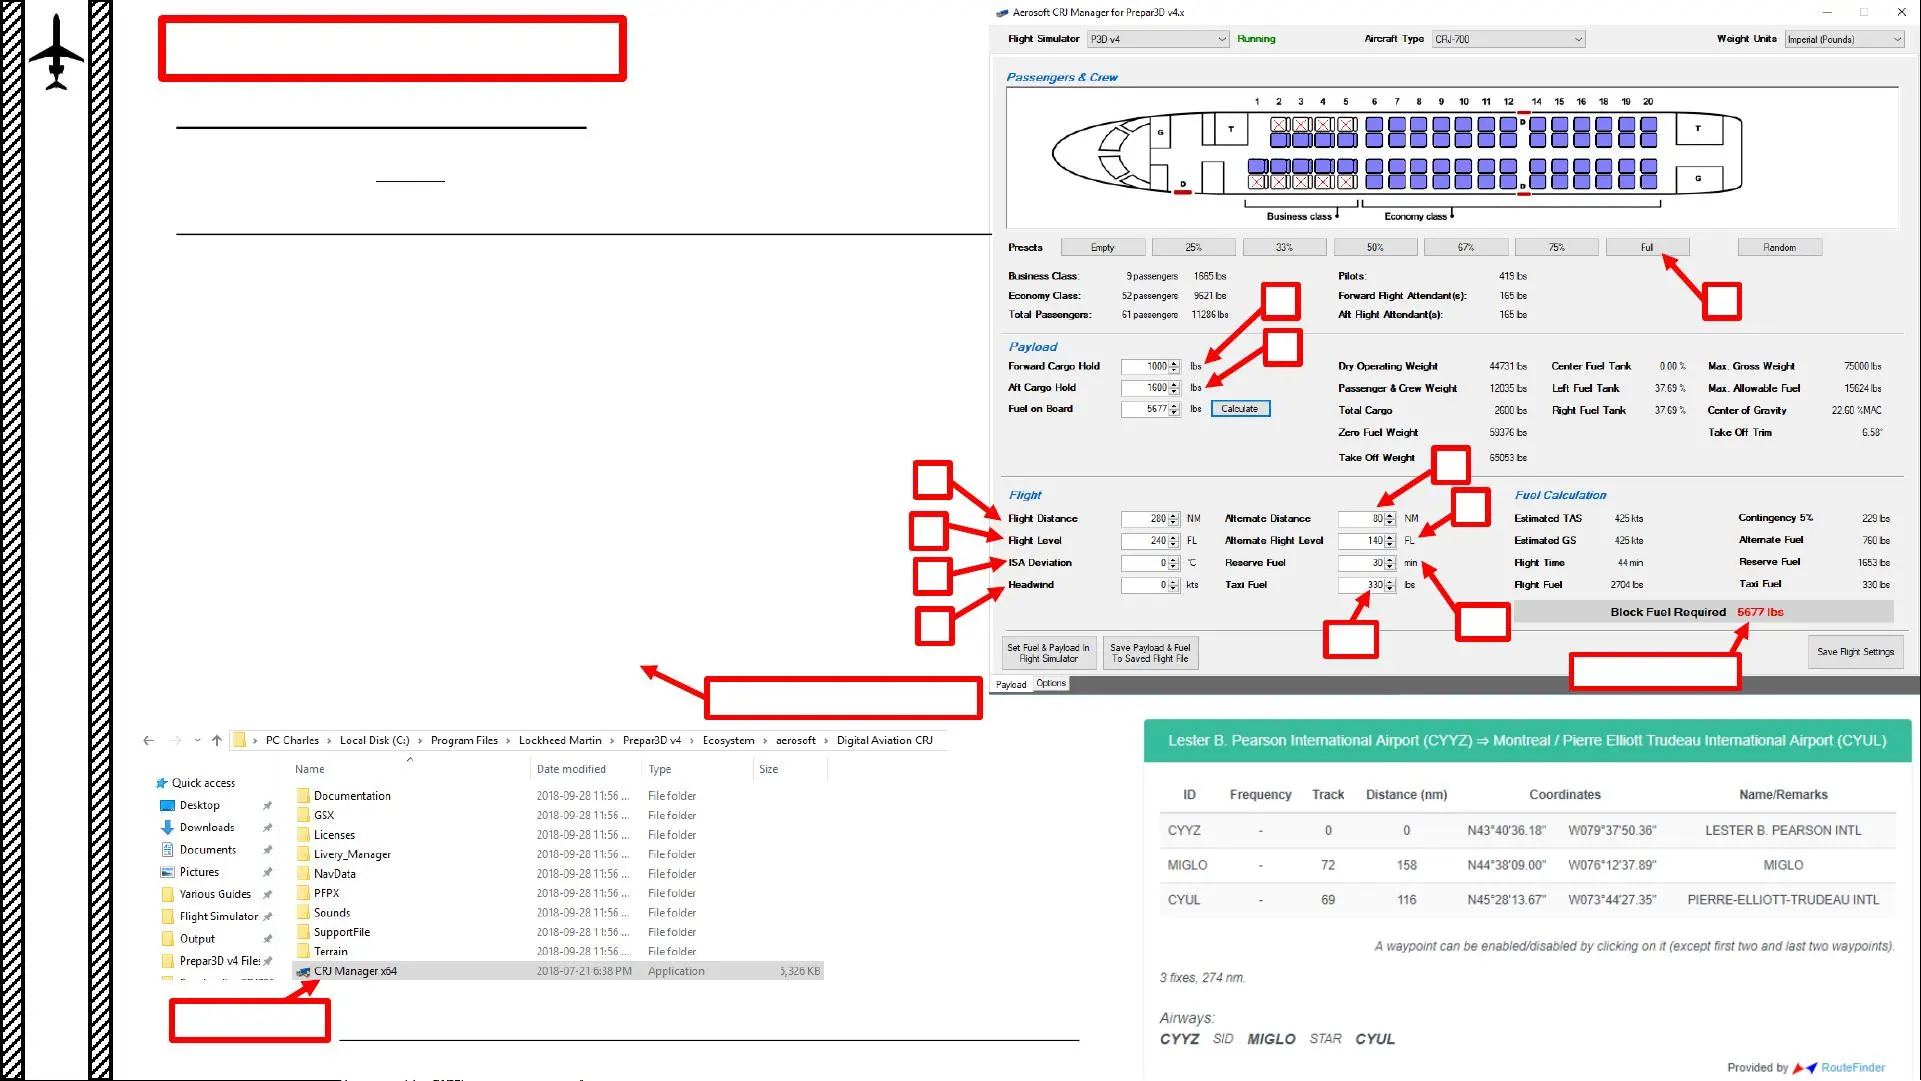 Aerosoft CRJ Manager for Prepar3D v4.x
Flight Simulator P3D v4 Running Aircraft Type CRJ-700 Weight Units Imperial (Pounds)
Passengers & Crew
1 2 3 4 5 6 7 8 9 10 11 12 14 15 16 18 19 20
G T D T
D D G
Business class Economy class
Presets Empty 25% 33% 50% 67% 75% Full Random
Business Class: 9 passengers 1665 lbs Pilots: 419 lbs
Economy Class: 52 passengers 9621 lbs Forward Flight Attendant(s): 165 lbs
Total Passengers: 61 passengers 11286 lbs Aft Flight Attendant(s): 165 lbs
Payload
Forward Cargo Hold 1000 lbs Dry Operating Weight 44731 lbs Center Fuel Tank 0.00 % Max. Gross Weight 75000 lbs
Aft Cargo Hold 1600 lbs Passenger & Crew Weight 12035 lbs Left Fuel Tank 37.69 % Max. Allowable Fuel 15624 lbs
Fuel on Board 5677 lbs Calculate Total Cargo 2600 lbs Right Fuel Tank 37.69 % Center of Gravity 22.60 %MAC
Zero Fuel Weight 59376 lbs Take Off Trim 6.58°
Take Off Weight 65053 lbs
Flight Fuel Calculation
Flight Distance 280 NM Alternate Distance 80 NM Estimated TAS 425 kts Contingency 5% 229 lbs
Flight Level 240 FL Alternate Flight Level 140 FL Estimated GS 425 kts Alternate Fuel 760 lbs
ISA Deviation 0 °C Reserve Fuel 30 min Flight Time 44 min Reserve Fuel 1653 lbs
Headwind 0 kts Taxi Fuel 330 lbs Flight Fuel 2704 lbs Taxi Fuel 330 lbs
Block Fuel Required 5677 lbs
Set Fuel & Payload In Flight Simulator Save Payload & Fuel To Saved Flight File Save Flight Settings
Payload Options
PC Charles > Local Disk (C:) > Program Files > Lockheed Martin > Prepar3D v4 > Ecosystem > aerosoft > Digital Aviation CRJ
Name Date modified Type Size
Quick access
Desktop
Downloads
Documents
Pictures
Various Guides
Flight Simulator
Output
Prepar3D v4 Files
Documentation 2018-09-28 11:56 ... File folder
GSX 2018-09-28 11:56 ... File folder
Licenses 2018-09-28 11:56 ... File folder
Livery_Manager 2018-09-28 11:56 ... File folder
NavData 2018-09-28 11:56 ... File folder
PFPX 2018-09-28 11:56 ... File folder
Sounds 2018-09-28 11:56 ... File folder
SupportFile 2018-09-28 11:56 ... File folder
Terrain 2018-09-28 11:56 ... File folder
CRJ Manager x64 2018-07-21 6:38 PM Application 5,326 KB
Lester B. Pearson International Airport (CYYZ) ⇒ Montreal / Pierre Elliott Trudeau International Airport (CYUL)
ID Frequency Track Distance (nm) Coordinates Name/Remarks
CYYZ - 0 0 N43°40'36.18" W079°37'50.36" LESTER B. PEARSON INTL
MIGLO - 72 158 N44°38'09.00" W076°12'37.89" MIGLO
CYUL - 69 116 N45°28'13.67" W073°44'27.35" PIERRE-ELLIOTT-TRUDEAU INTL
A waypoint can be enabled/disabled by clicking on it (except first two and last two waypoints).
3 fixes, 274 nm.
Airways:
CYYZ SID MIGLO STAR CYUL
Provided by RouteFinder